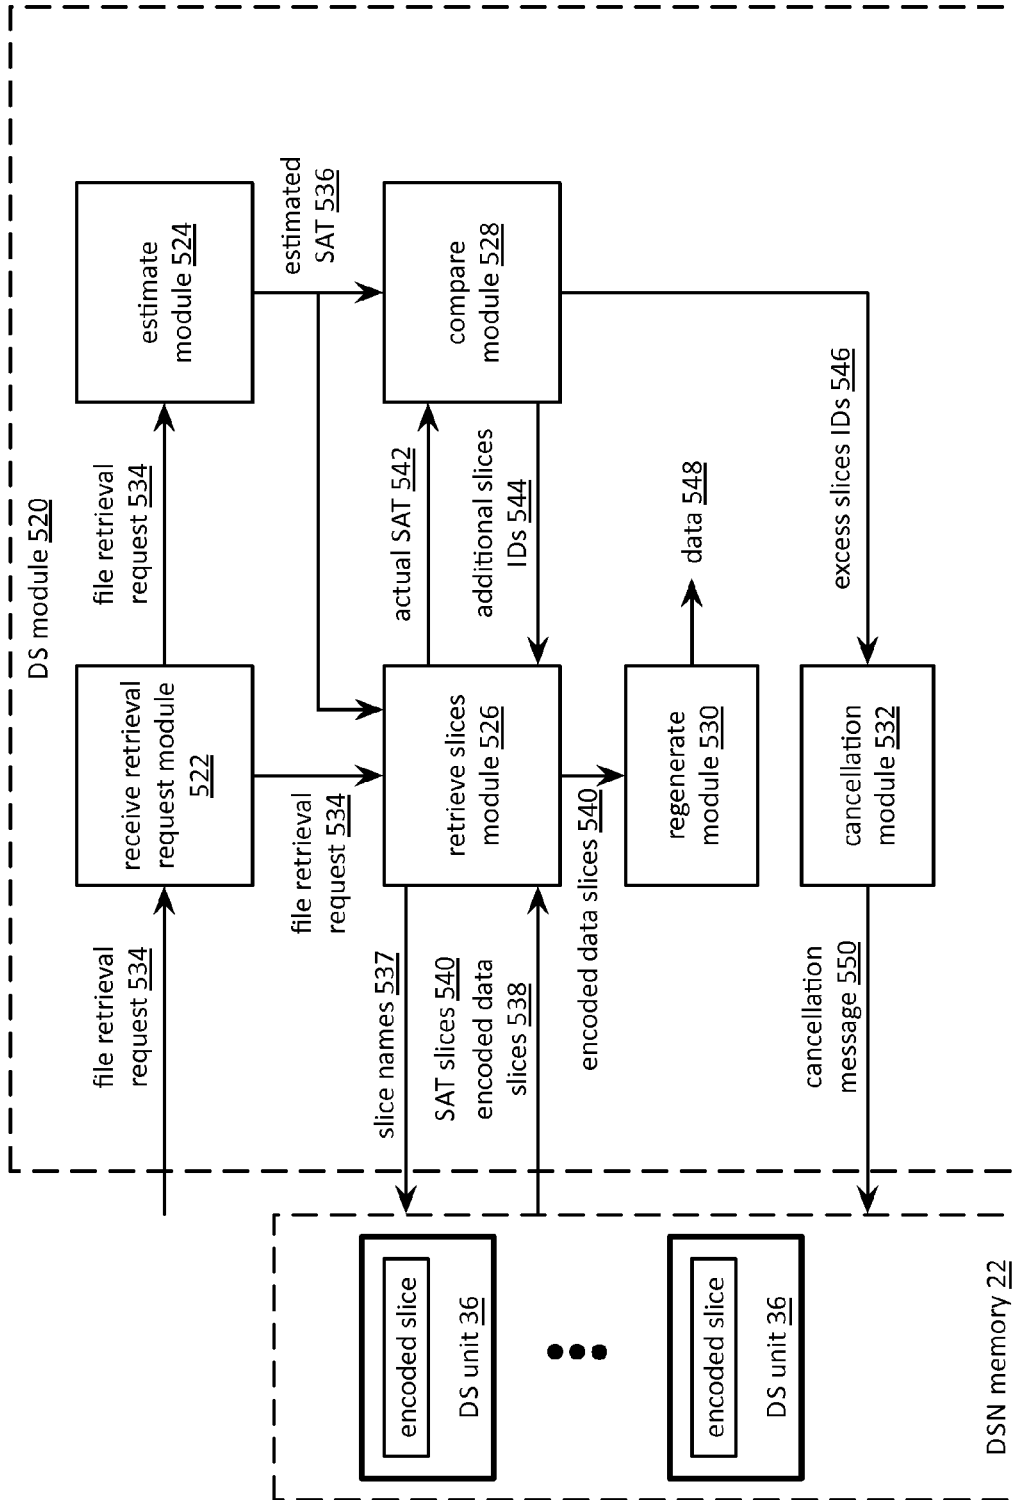 DS module 520
file retrieval
request 534
receive retrieval
request module
522
file retrieval
request 534
estimate
module 524
file retrieval
request 534
estimated
SAT 536
slice names 537
SAT slices 540
encoded data
slices 538
retrieve slices
module 526
actual SAT 542
additional slices
IDs 544
compare
module 528
encoded data slices 540
regenerate
module 530
data 548
cancellation
message 550
cancellation
module 532
excess slices IDs 546
encoded slice
DS unit 36
encoded slice
DS unit 36
DSN memory 22